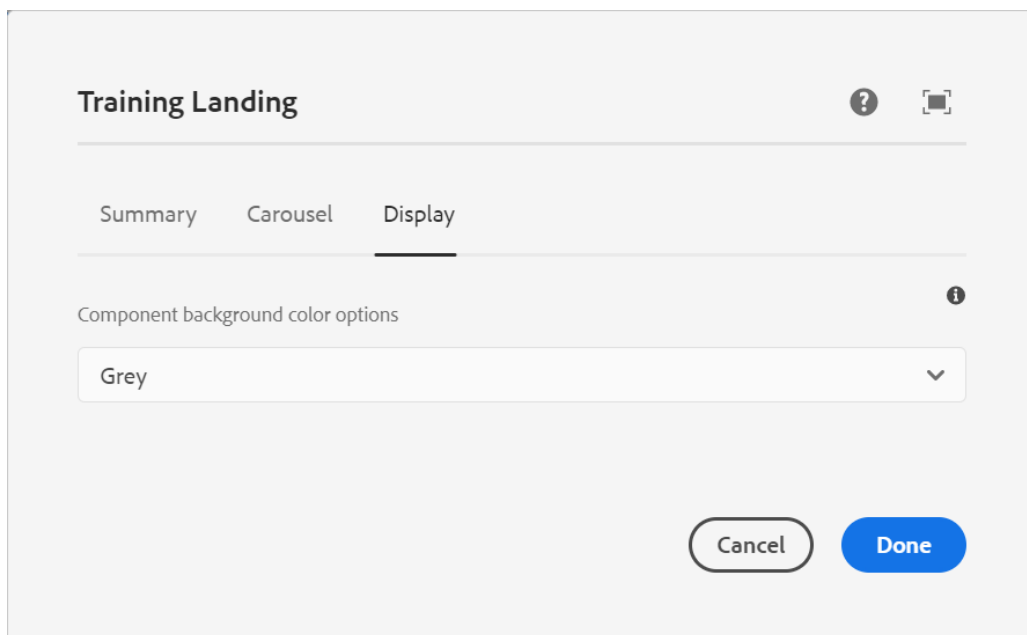 Training Landing
Summary Carousel Display
Component background color options
Grey
Cancel Done